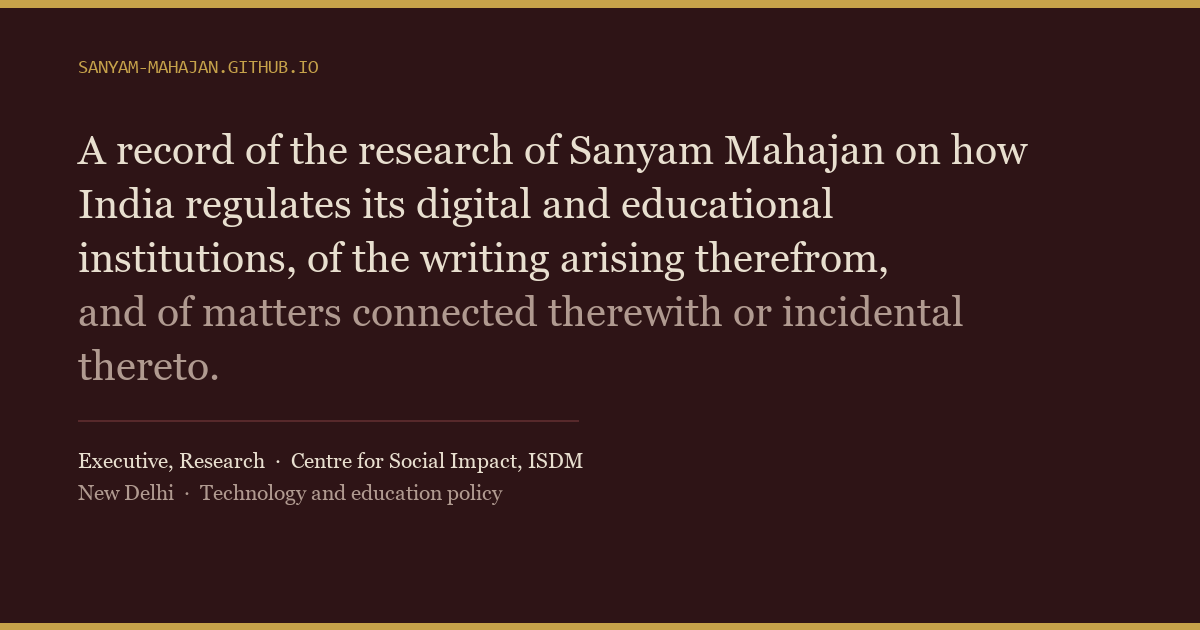 SANYAM-MAHAJAN.GITHUB.IO
A record of the research of Sanyam Mahajan on how
India regulates its digital and educational
institutions, of the writing arising therefrom,
and of matters connected therewith or incidental
thereto.
Executive, Research · Centre for Social Impact, ISDM
New Delhi · Technology and education policy